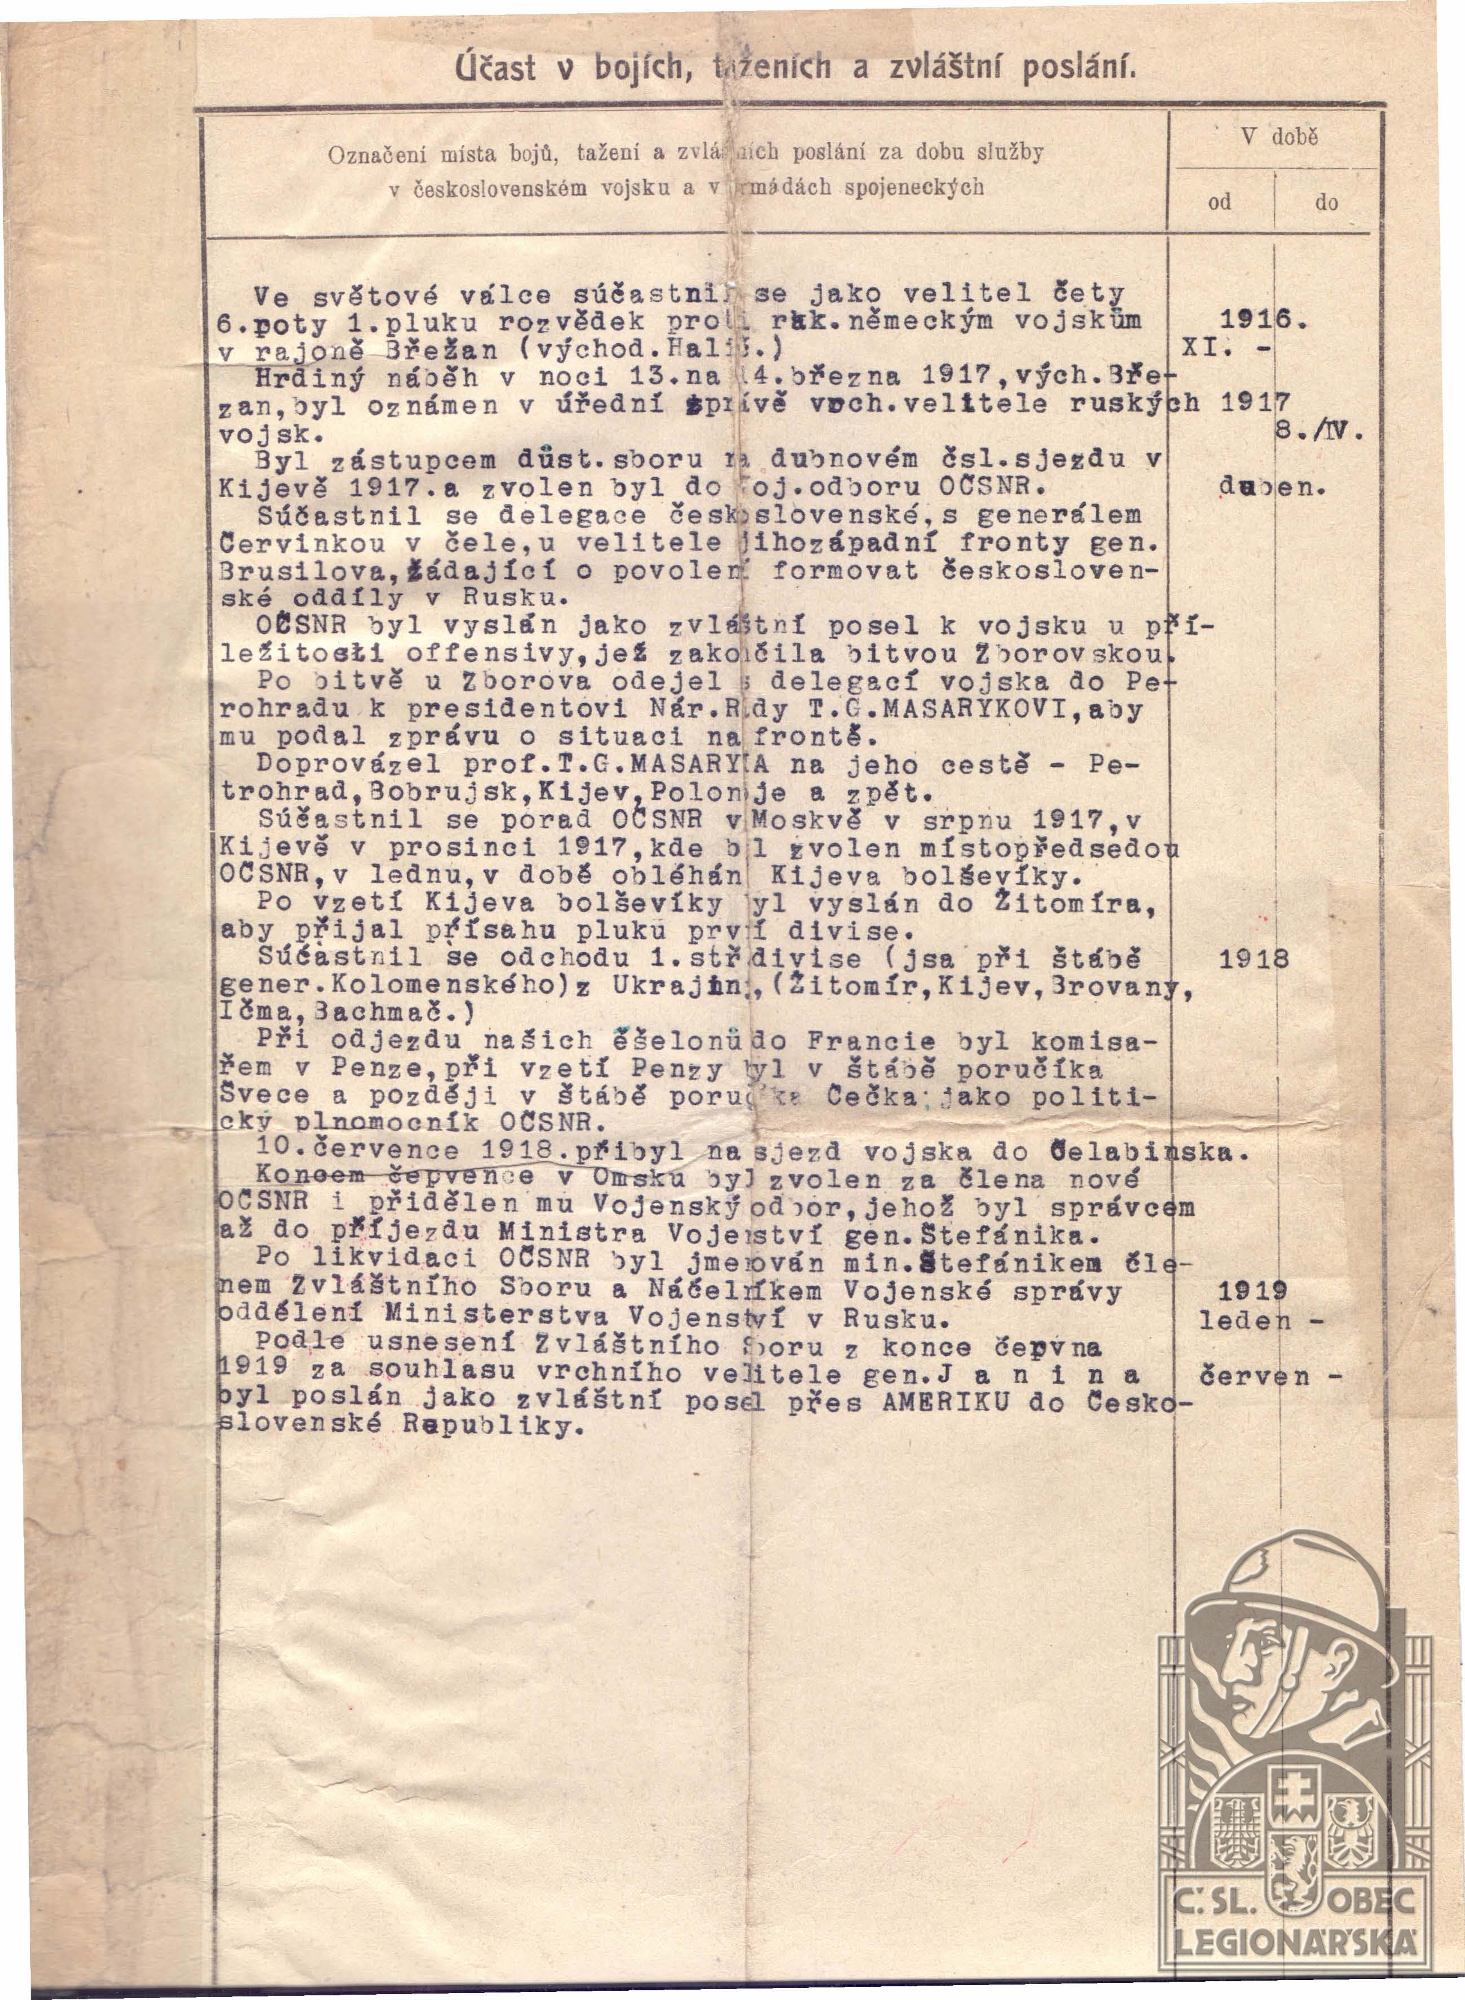 Účast v bojích, taženích a zvláštní poslání.
Označení místa bojů, tažení a zvláštních poslání za dobu služby
v československém vojsku a v armádách spojeneckých
V době
od
do
Ve světové válce súčastnil se jako velitel čety
6.roty 1.pluku rozvědek proti rak.německým vojskům 1916.
v rajoně Břežan (východ.Halič.) XI. -
Hrdiný náběh v noci 13.na 14.března 1917,vých.Bře-
zan,byl oznámen v úřední zprávě vrch.velitele ruských 1917
vojsk. 8./IV.
Byl zástupcem důst.sboru na dubnovém čsl.sjezdu v
Kijevě 1917.a zvolen byl do voj.odboru OČSNR. duben.
Súčastnil se delegace československé,s generálem
Červinkou v čele,u velitele jihozápadní fronty gen.
Brusilova,žádající o povolení formovat českosloven-
ské oddíly v Rusku.
OČSNR byl vyslán jako zvláštní posel k vojsku u pří-
ležitosti offensivy,jež zakončila bitvou Zborovskou.
Po bitvě u Zborova odejel s delegací vojska do Pe-
rohradu k presidentovi Nár.Rady T.G.MASARYKOVI,aby
mu podal zprávu o situaci na frontě.
Doprovázel prof.T.G.MASARYKA na jeho cestě - Pe-
trohrad,Bobrujsk,Kijev,Polonje a zpět.
Súčastnil se porad OČSNR v Moskvě v srpnu 1917,v
Kijevě v prosinci 1917,kde byl zvolen místopředsedou
OČSNR,v lednu,v době obléhání Kijeva bolševíky.
Po vzetí Kijeva bolševíky byl vyslán do Žitomíra,
aby přijal přísahu pluků první divise.
Súčastnil se odchodu 1.stř.divise (jsa při štábě 1918
gener.Kolomenského)z Ukrajiny,(Žitomír,Kijev,Brovany,
Ičma,Bachmač.)
Při odjezdu našich ěšelonů do Francie byl komisa-
řem v Penze,při vzetí Penzy byl v štábě poručíka
Švece a později v štábě poručíka Čečka jako politi-
cký plnomocník OČSNR.
10.července 1918.přibyl na sjezd vojska do Čelabinska.
Koncem čepvence v Omsku byl zvolen za člena nové
OČSNR i přidělen mu Vojenský odbor,jehož byl správcem
až do příjezdu Ministra Vojenství gen.Štefánika.
Po likvidaci OČSNR byl jmenován min.Štefánikem čle-
nem Zvláštního Sboru a Náčelníkem Vojenské správy 1919
oddělení Ministerstva Vojenství v Rusku. leden -
Podle usnesení Zvláštního Sboru z konce června
1919 za souhlasu vrchního velitele gen.J a n i n a červen -
byl poslán jako zvláštní posel přes AMERIKU do Česko-
slovenské Republiky.
Č.SL. OBEC
LEGIONÁŘSKÁ